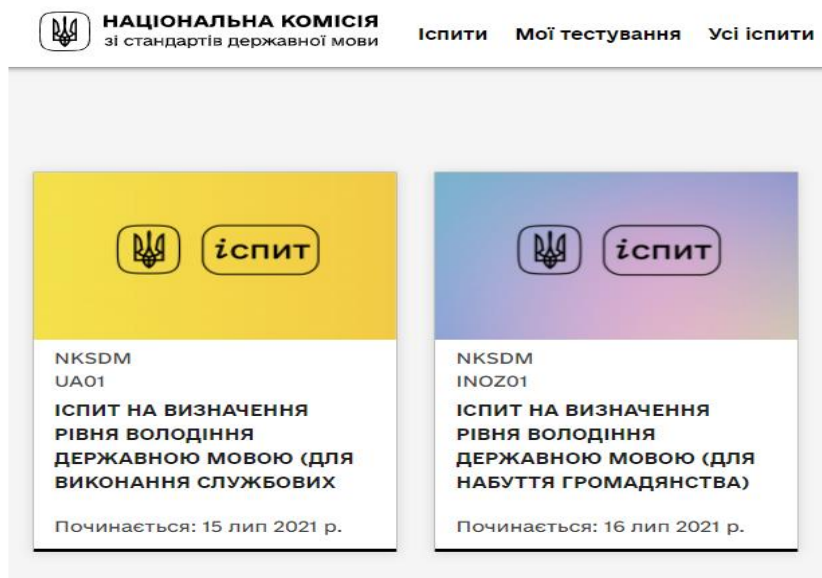 НАЦІОНАЛЬНА КОМІСІЯ
зі стандартів державної мови
Іспити Мої тестування Усі іспити
іспит
NKSDM
UA01
ІСПИТ НА ВИЗНАЧЕННЯ
РІВНЯ ВОЛОДІННЯ
ДЕРЖАВНОЮ МОВОЮ (ДЛЯ
ВИКОНАННЯ СЛУЖБОВИХ
Починається: 15 лип 2021 р.
іспит
NKSDM
INOZ01
ІСПИТ НА ВИЗНАЧЕННЯ
РІВНЯ ВОЛОДІННЯ
ДЕРЖАВНОЮ МОВОЮ (ДЛЯ
НАБУТТЯ ГРОМАДЯНСТВА)
Починається: 16 лип 2021 р.